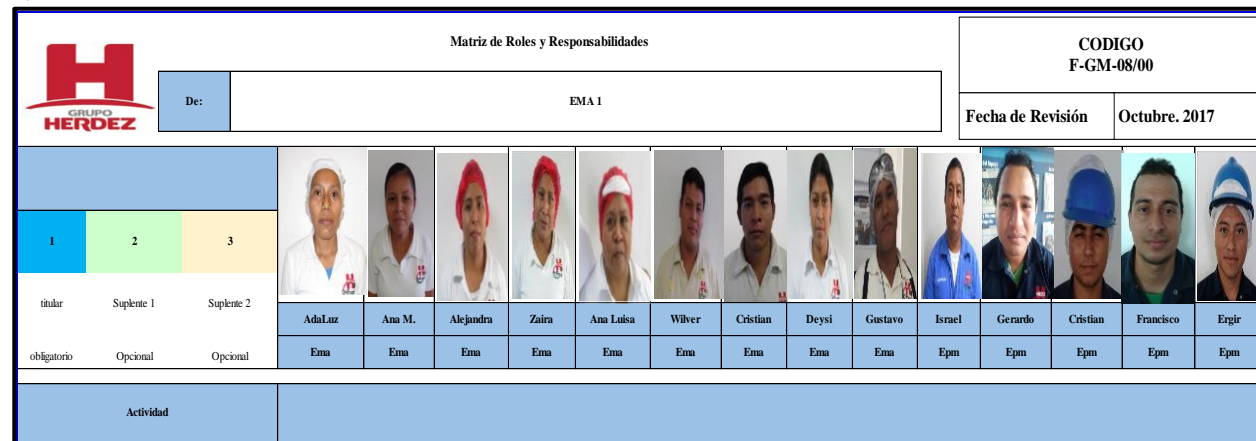 GRUPO
HERDEZ
Matriz de Roles y Responsabilidades
De:
EMA 1
CODIGO
F-GM-08/00
Fecha de Revisión
Octubre. 2017
1 2 3
titular Suplente 1 Suplente 2
obligatorio Opcional Opcional
AdaLuz Ana M. Alejandra Zaira Ana Luisa Wilver Cristian Deysi Gustavo Israel Gerardo Cristian Francisco Ergir
Ema Ema Ema Ema Ema Ema Ema Ema Ema Epm Epm Epm Epm Epm
Actividad